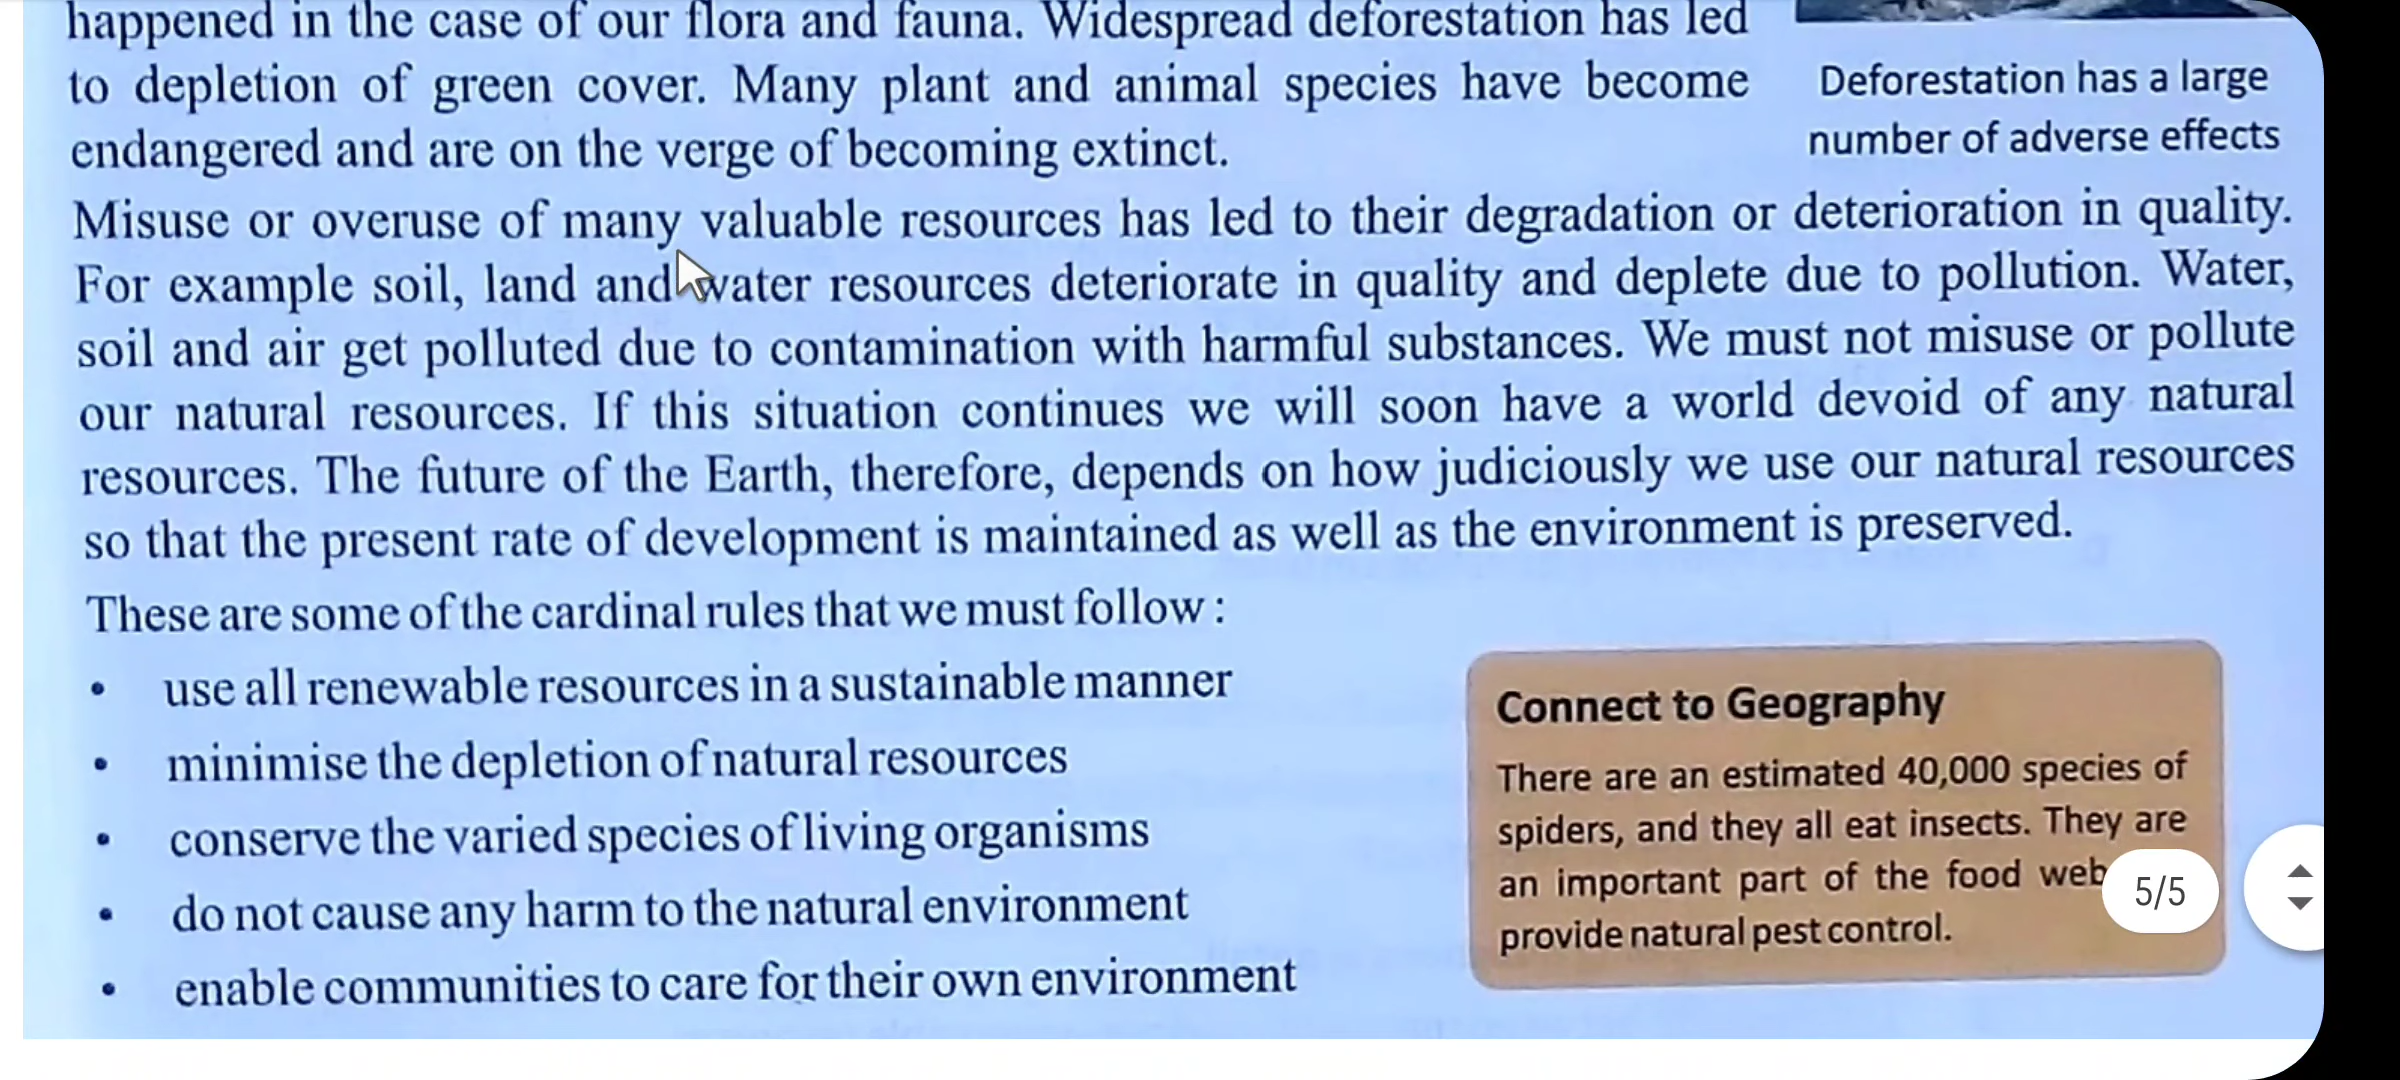 happened in the case of our flora and fauna. Widespread deforestation has led
to depletion of green cover. Many plant and animal species have become
endangered and are on the verge of becoming extinct.
Deforestation has a large
number of adverse effects
Misuse or overuse of many valuable resources has led to their degradation or deterioration in quality.
For example soil, land and water resources deteriorate in quality and deplete due to pollution. Water,
soil and air get polluted due to contamination with harmful substances. We must not misuse or pollute
our natural resources. If this situation continues we will soon have a world devoid of any natural
resources. The future of the Earth, therefore, depends on how judiciously we use our natural resources
so that the present rate of development is maintained as well as the environment is preserved.
These are some of the cardinal rules that we must follow :
• use all renewable resources in a sustainable manner
• minimise the depletion of natural resources
• conserve the varied species of living organisms
• do not cause any harm to the natural environment
• enable communities to care for their own environment
Connect to Geography
There are an estimated 40,000 species of
spiders, and they all eat insects. They are
an important part of the food web
provide natural pest control.
5/5